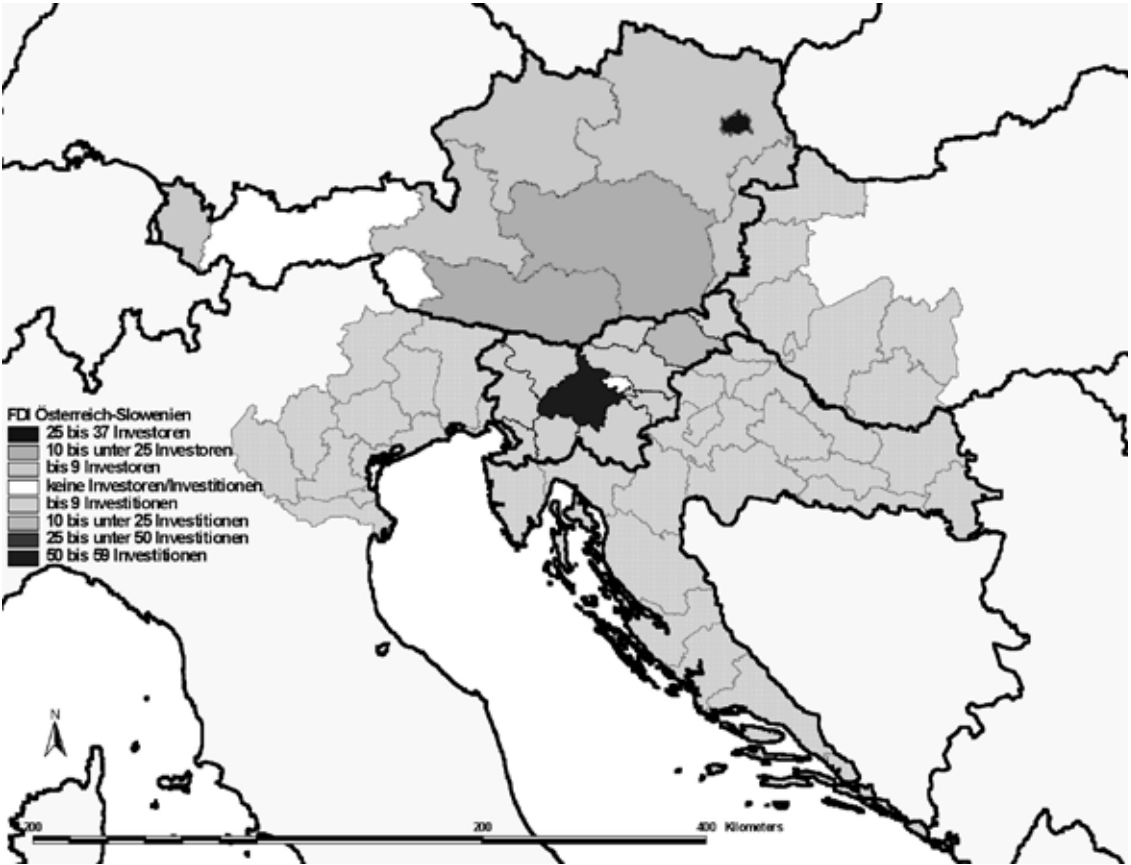 FDI Österreich-Slowenien
25 bis 37 Investoren
10 bis unter 25 Investoren
bis 9 Investoren
keine Investoren/Investitionen
bis 9 Investitionen
10 bis unter 25 Investitionen
25 bis unter 50 Investitionen
50 bis 59 Investitionen
N
200 200 400 Kilometers